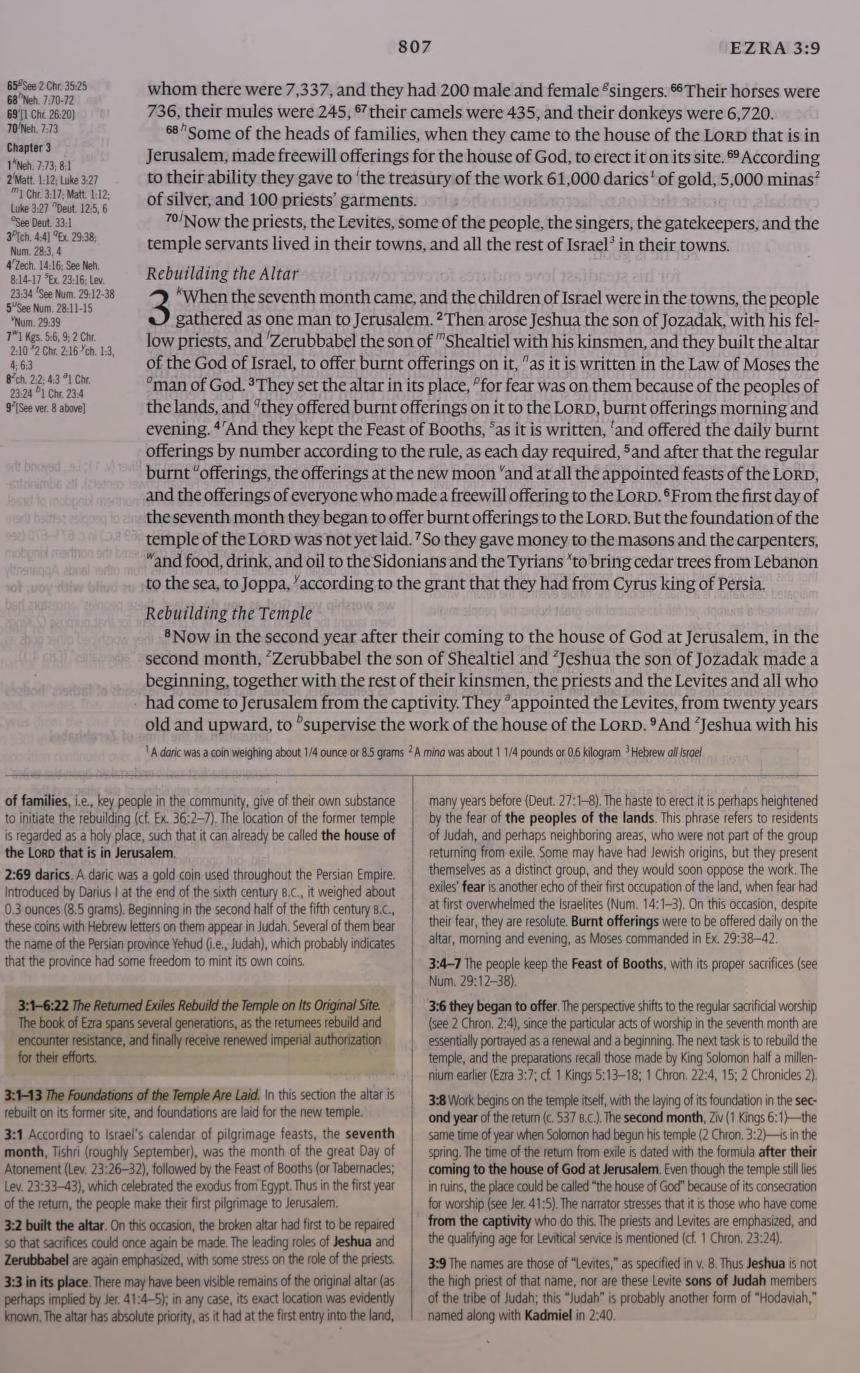 807
EZRA 3:9
65 g See 2 Chr. 35:25
68 h Neh. 7:70-72
69 i [1 Chr. 26:20]
70 j Neh. 7:73
Chapter 3
1 k Neh. 7:73; 8:1
2 l Matt. 1:12; Luke 3:27
m 1 Chr. 3:17; Matt. 1:12;
Luke 3:27 n Deut. 12:5, 6
o See Deut. 33:1
3 p [ch. 4:4] q Ex. 29:38;
Num. 28:3, 4
4 r Zech. 14:16; See Neh.
8:14-17 s Ex. 23:16; Lev.
23:34 t See Num. 29:12-38
5 u See Num. 28:11-15
v Num. 29:39
7 w 1 Kgs. 5:6, 9; 2 Chr.
2:10 x 2 Chr. 2:16 y ch. 1:3,
4; 6:3
8 z ch. 2:2; 4:3 a 1 Chr.
23:24 b 1 Chr. 23:4
9 z [See ver. 8 above]
whom there were 7,337, and they had 200 male and female g singers. 66 Their horses were
736, their mules were 245, 67 their camels were 435, and their donkeys were 6,720.
68 h Some of the heads of families, when they came to the house of the LORD that is in
Jerusalem, made freewill offerings for the house of God, to erect it on its site. 69 According
to their ability they gave to i the treasury of the work 61,000 darics 1 of gold, 5,000 minas 2
of silver, and 100 priests' garments.
70 j Now the priests, the Levites, some of the people, the singers, the gatekeepers, and the
temple servants lived in their towns, and all the rest of Israel 3 in their towns.
Rebuilding the Altar
3 k When the seventh month came, and the children of Israel were in the towns, the people
gathered as one man to Jerusalem. 2 Then arose Jeshua the son of Jozadak, with his fel-
low priests, and l Zerubbabel the son of m Shealtiel with his kinsmen, and they built the altar
of the God of Israel, to offer burnt offerings on it, n as it is written in the Law of Moses the
o man of God. 3 They set the altar in its place, p for fear was on them because of the peoples of
the lands, and q they offered burnt offerings on it to the LORD, burnt offerings morning and
evening. 4 r And they kept the Feast of Booths, s as it is written, t and offered the daily burnt
offerings by number according to the rule, as each day required, 5 and after that the regular
burnt u offerings, the offerings at the new moon v and at all the appointed feasts of the LORD,
and the offerings of everyone who made a freewill offering to the LORD. 6 From the first day of
the seventh month they began to offer burnt offerings to the LORD. But the foundation of the
temple of the LORD was not yet laid. 7 So they gave money to the masons and the carpenters,
w and food, drink, and oil to the Sidonians and the Tyrians x to bring cedar trees from Lebanon
to the sea, to Joppa, y according to the grant that they had from Cyrus king of Persia.
Rebuilding the Temple
8 Now in the second year after their coming to the house of God at Jerusalem, in the
second month, z Zerubbabel the son of Shealtiel and z Jeshua the son of Jozadak made a
beginning, together with the rest of their kinsmen, the priests and the Levites and all who
had come to Jerusalem from the captivity. They a appointed the Levites, from twenty years
old and upward, to b supervise the work of the house of the LORD. 9 And z Jeshua with his
1 A daric was a coin weighing about 1/4 ounce or 8.5 grams 2 A mina was about 1 1/4 pounds or 0.6 kilogram 3 Hebrew all Israel
of families, i.e., key people in the community, give of their own substance
to initiate the rebuilding (cf. Ex. 36:2–7). The location of the former temple
is regarded as a holy place, such that it can already be called the house of
the LORD that is in Jerusalem.
2:69 darics. A daric was a gold coin used throughout the Persian Empire.
Introduced by Darius I at the end of the sixth century B.C., it weighed about
0.3 ounces (8.5 grams). Beginning in the second half of the fifth century B.C.,
these coins with Hebrew letters on them appear in Judah. Several of them bear
the name of the Persian province Yehud (i.e., Judah), which probably indicates
that the province had some freedom to mint its own coins.
3:1–6:22 The Returned Exiles Rebuild the Temple on Its Original Site.
The book of Ezra spans several generations, as the returnees rebuild and
encounter resistance, and finally receive renewed imperial authorization
for their efforts.
3:1–13 The Foundations of the Temple Are Laid. In this section the altar is
rebuilt on its former site, and foundations are laid for the new temple.
3:1 According to Israel's calendar of pilgrimage feasts, the seventh
month, Tishri (roughly September), was the month of the great Day of
Atonement (Lev. 23:26–32), followed by the Feast of Booths (or Tabernacles;
Lev. 23:33–43), which celebrated the exodus from Egypt. Thus in the first year
of the return, the people make their first pilgrimage to Jerusalem.
3:2 built the altar. On this occasion, the broken altar had first to be repaired
so that sacrifices could once again be made. The leading roles of Jeshua and
Zerubbabel are again emphasized, with some stress on the role of the priests.
3:3 in its place. There may have been visible remains of the original altar (as
perhaps implied by Jer. 41:4–5); in any case, its exact location was evidently
known. The altar has absolute priority, as it had at the first entry into the land,
many years before (Deut. 27:1–8). The haste to erect it is perhaps heightened
by the fear of the peoples of the lands. This phrase refers to residents
of Judah, and perhaps neighboring areas, who were not part of the group
returning from exile. Some may have had Jewish origins, but they present
themselves as a distinct group, and they would soon oppose the work. The
exiles' fear is another echo of their first occupation of the land, when fear had
at first overwhelmed the Israelites (Num. 14:1–3). On this occasion, despite
their fear, they are resolute. Burnt offerings were to be offered daily on the
altar, morning and evening, as Moses commanded in Ex. 29:38–42.
3:4–7 The people keep the Feast of Booths, with its proper sacrifices (see
Num. 29:12–38).
3:6 they began to offer. The perspective shifts to the regular sacrificial worship
(see 2 Chron. 2:4), since the particular acts of worship in the seventh month are
essentially portrayed as a renewal and a beginning. The next task is to rebuild the
temple, and the preparations recall those made by King Solomon half a millen-
nium earlier (Ezra 3:7; cf. 1 Kings 5:13–18; 1 Chron. 22:4, 15; 2 Chronicles 2).
3:8 Work begins on the temple itself, with the laying of its foundation in the sec-
ond year of the return (c. 537 B.C.). The second month, Ziv (1 Kings 6:1)—the
same time of year when Solomon had begun his temple (2 Chron. 3:2)—is in the
spring. The time of the return from exile is dated with the formula after their
coming to the house of God at Jerusalem. Even though the temple still lies
in ruins, the place could be called "the house of God" because of its consecration
for worship (see Jer. 41:5). The narrator stresses that it is those who have come
from the captivity who do this. The priests and Levites are emphasized, and
the qualifying age for Levitical service is mentioned (cf. 1 Chron. 23:24).
3:9 The names are those of "Levites," as specified in v. 8. Thus Jeshua is not
the high priest of that name, nor are these Levite sons of Judah members
of the tribe of Judah; this "Judah" is probably another form of "Hodaviah,"
named along with Kadmiel in 2:40.